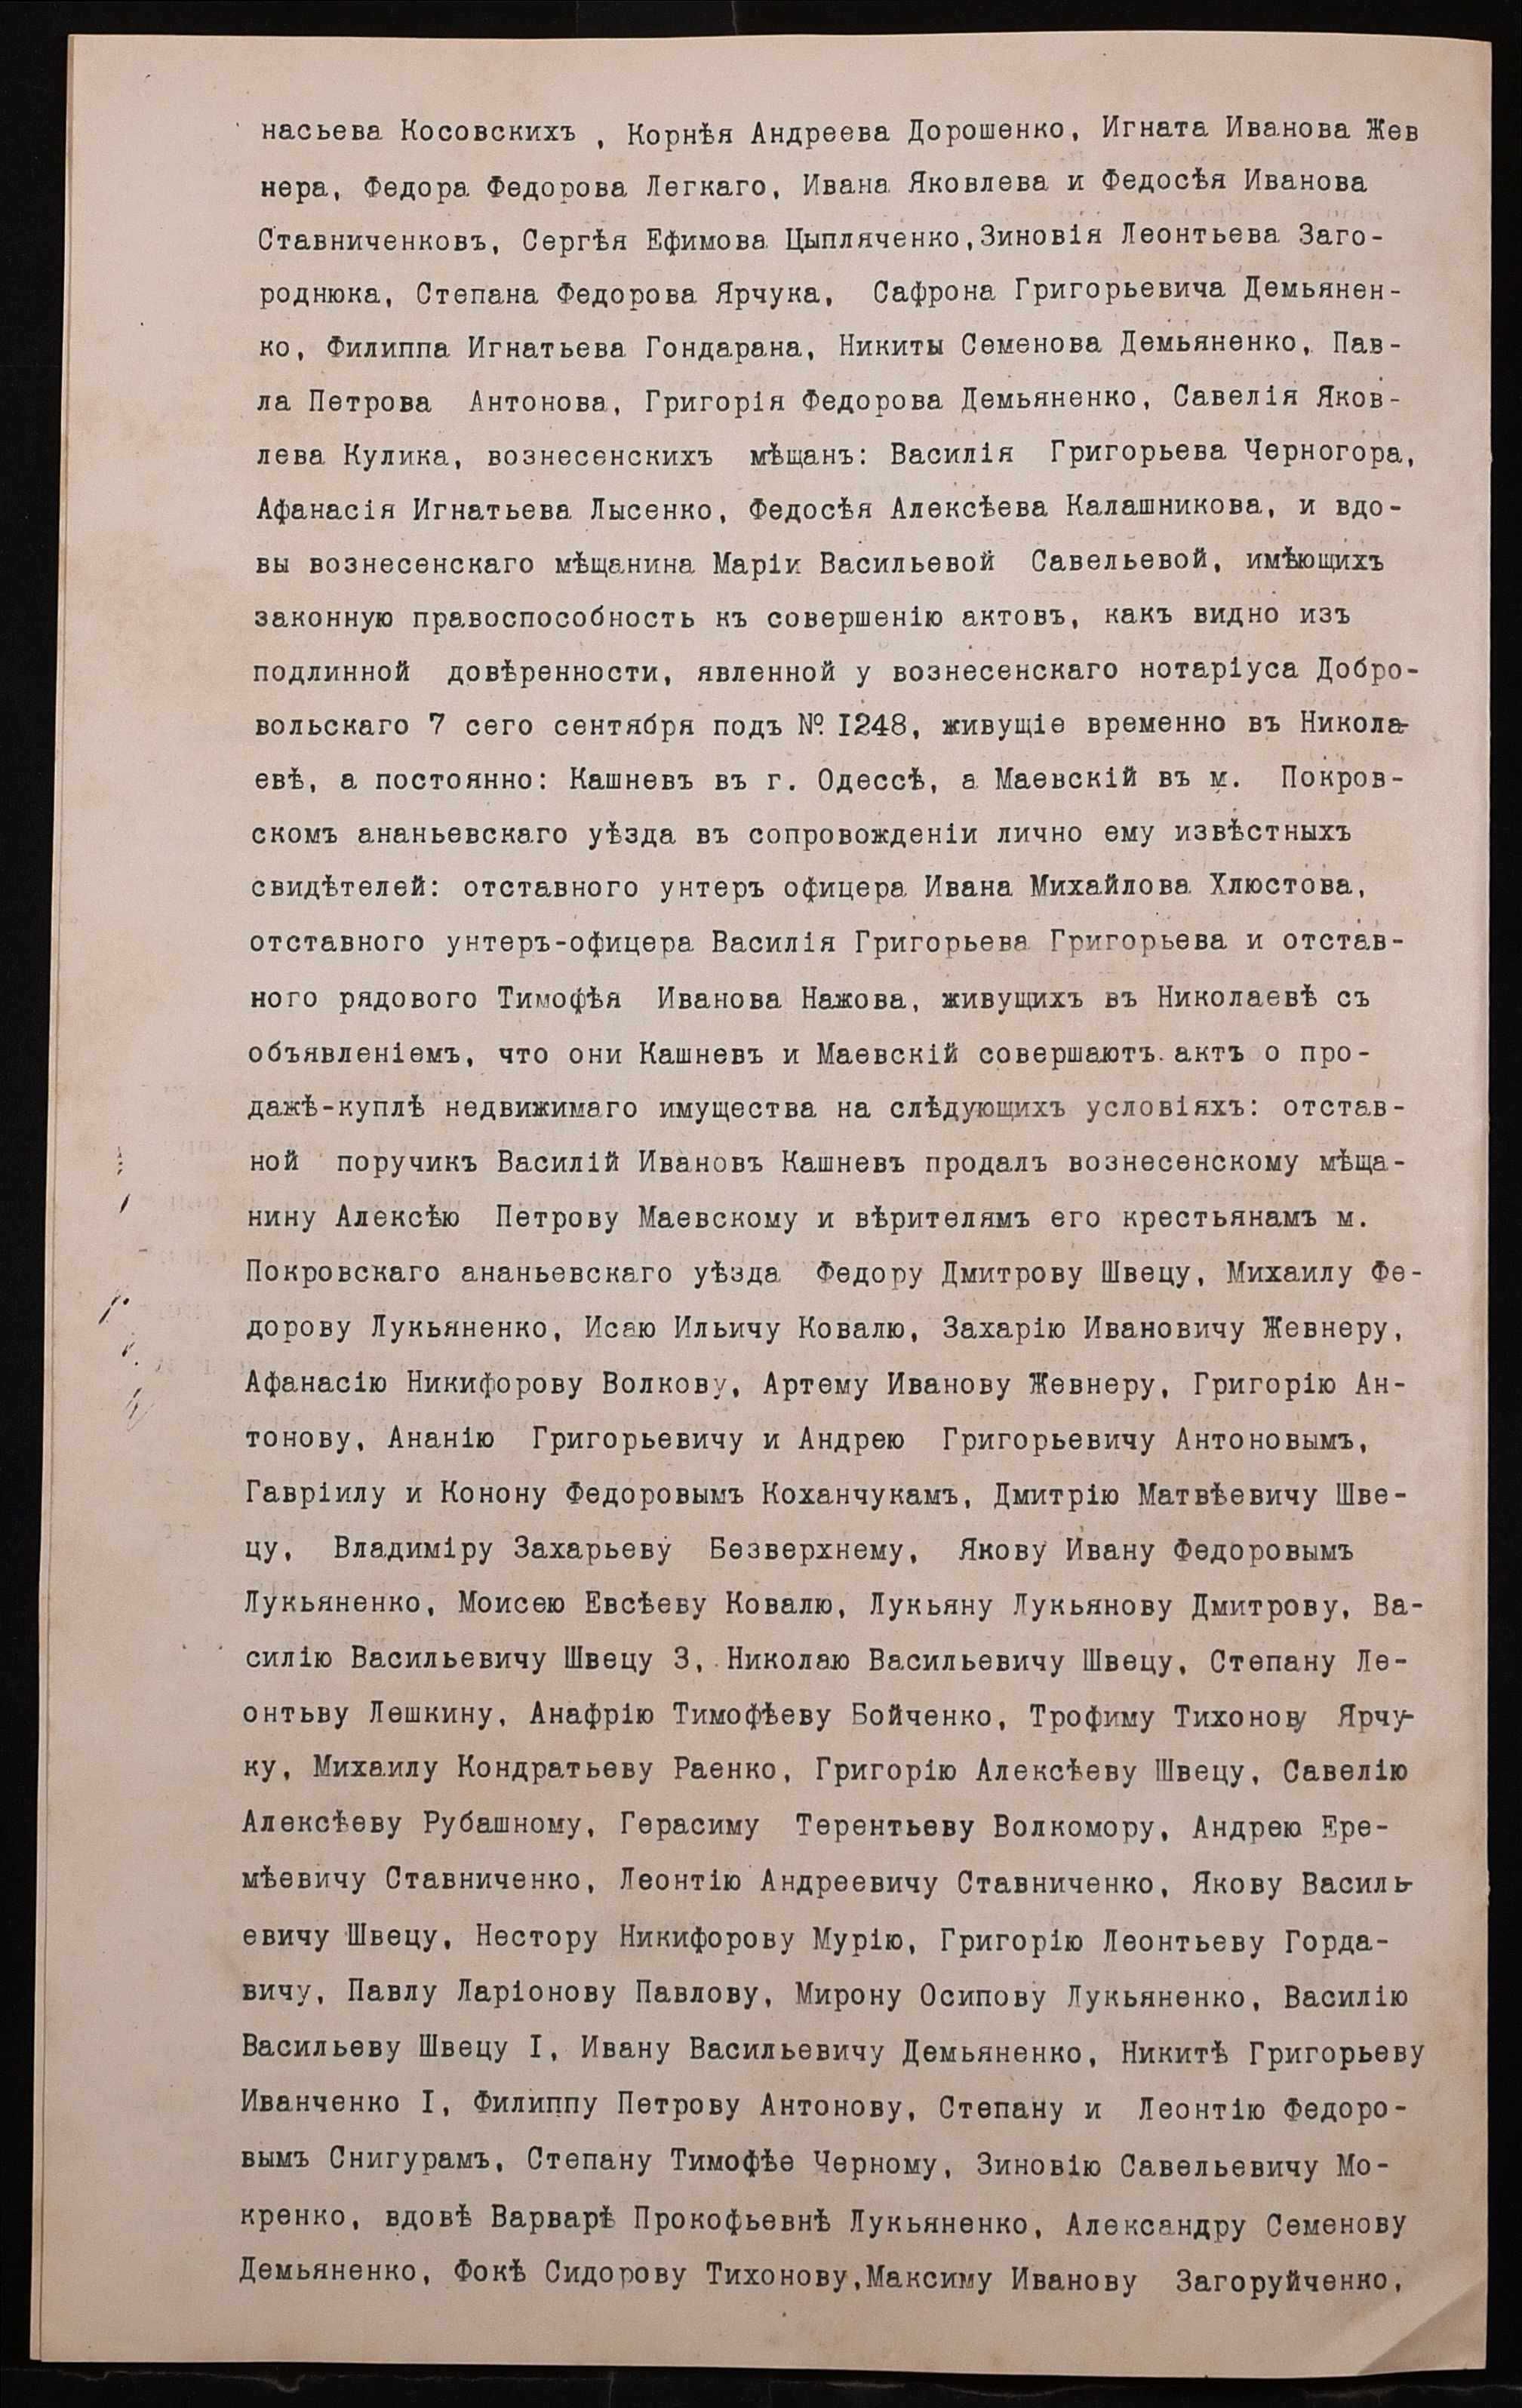 насьева Косовскихъ , Корнѣя Андреева Дорошенко, Игната Иванова Жев
нера, Федора Федорова Легкаго, Ивана Яковлева и Федосѣя Иванова
Ставниченковъ, Сергѣя Ефимова Цыпляченко,Зиновія Леонтьева Заго-
роднюка, Степана Федорова Ярчука, Сафрона Григорьевича Демьянен-
ко, Филиппа Игнатьева Гондарана, Никиты Семенова Демьяненко, Пав-
ла Петрова Антонова, Григорія Федорова Демьяненко, Савелія Яков-
лева Кулика, вознесенскихъ мѣщанъ: Василія Григорьева Черногора,
Афанасія Игнатьева Лысенко, Федосѣя Алексѣева Калашникова, и вдо-
вы вознесенскаго мѣщанина Маріи Васильевой Савельевой, имѣющихъ
законную правоспособность къ совершенію актовъ, какъ видно изъ
подлинной довѣренности, явленной у вознесенскаго нотаріуса Добро-
вольскаго 7 сего сентября подъ № I248, живущіе временно въ Никола-
евѣ, а постоянно: Кашневъ въ г. Одессѣ, а Маевскій въ м. Покров-
скомъ ананьевскаго уѣзда въ сопровожденіи лично ему извѣстныхъ
свидѣтелей: отставного унтеръ офицера Ивана Михайлова Хлюстова,
отставного унтеръ-офицера Василія Григорьева Григорьева и отстав-
ного рядового Тимофѣя Иванова Нажова, живущихъ въ Николаевѣ съ
объявленіемъ, что они Кашневъ и Маевскій совершаютъ актъ о про-
дажѣ-куплѣ недвижимаго имущества на слѣдующихъ условіяхъ: отстав-
ной поручикъ Василій Ивановъ Кашневъ продалъ вознесенскому мѣща-
нину Алексѣю Петрову Маевскому и вѣрителямъ его крестьянамъ м.
Покровскаго ананьевскаго уѣзда Федору Дмитрову Швецу, Михаилу Фе-
дорову Лукьяненко, Исаю Ильичу Ковалю, Захарію Ивановичу Жевнеру,
Афанасію Никифорову Волкову, Артему Иванову Жевнеру, Григорію Ан-
тонову, Ананію Григорьевичу и Андрею Григорьевичу Антоновымъ,
Гавріилу и Конону Федоровымъ Коханчукамъ, Дмитрію Матвѣевичу Шве-
цу, Владиміру Захарьеву Безверхнему, Якову Ивану Федоровымъ
Лукьяненко, Моисею Евсѣеву Ковалю, Лукьяну Лукьянову Дмитрову, Ва-
силію Васильевичу Швецу 3, Николаю Васильевичу Швецу, Степану Ле-
онтьву Лешкину, Анафрію Тимофѣеву Бойченко, Трофиму Тихонову Ярчу-
ку, Михаилу Кондратьеву Раенко, Григорію Алексѣеву Швецу, Савелію
Алексѣеву Рубашному, Герасиму Терентьеву Волкомору, Андрею Ере-
мѣевичу Ставниченко, Леонтію Андреевичу Ставниченко, Якову Василь-
евичу Швецу, Нестору Никифорову Мурію, Григорію Леонтьеву Горда-
вичу, Павлу Ларіонову Павлову, Мирону Осипову Лукьяненко, Василію
Васильеву Швецу I, Ивану Васильевичу Демьяненко, Никитѣ Григорьеву
Иванченко I, Филиппу Петрову Антонову, Степану и Леонтію Федоро-
вымъ Снигурамъ, Степану Тимофѣе Черному, Зиновію Савельевичу Мо-
кренко, вдовѣ Варварѣ Прокофьевнѣ Лукьяненко, Александру Семенову
Демьяненко, Фокѣ Сидорову Тихонову,Максиму Иванову Загоруйченко,